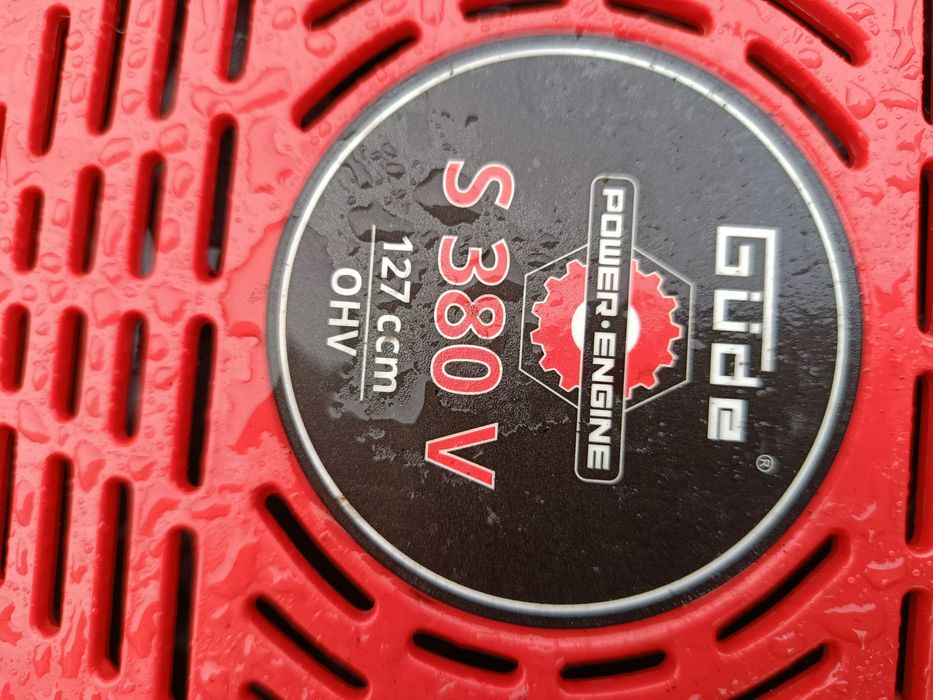 Güde®
POWER·ENGINE
S 380 V
127 ccm
OHV